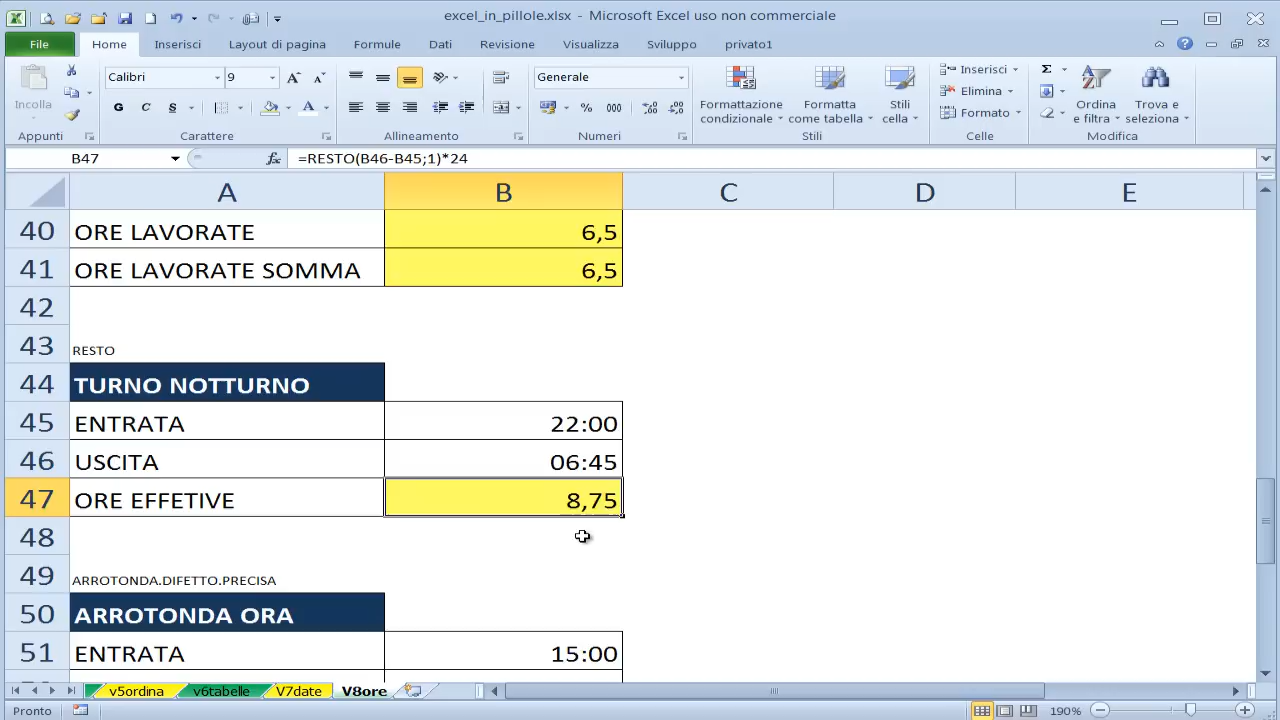 excel_in_pillole.xlsx - Microsoft Excel uso non commerciale
File Home Inserisci Layout di pagina Formule Dati Revisione Visualizza Sviluppo privato1
Incolla
Calibri 9
Generale
Formattazione condizionale
Formatta come tabella
Stili cella
Inserisci
Elimina
Formato
Ordina e filtra
Trova e seleziona
Appunti Carattere Allineamento Numeri Stili Celle Modifica
B47 fx =RESTO(B46-B45;1)*24
A B C D E
40 ORE LAVORATE 6,5
41 ORE LAVORATE SOMMA 6,5
42
43 RESTO
44 TURNO NOTTURNO
45 ENTRATA 22:00
46 USCITA 06:45
47 ORE EFFETIVE 8,75
48
49 ARROTONDA.DIFETTO.PRECISA
50 ARROTONDA ORA
51 ENTRATA 15:00
v5ordina v6tabelle V7date V8ore
Pronto 190%